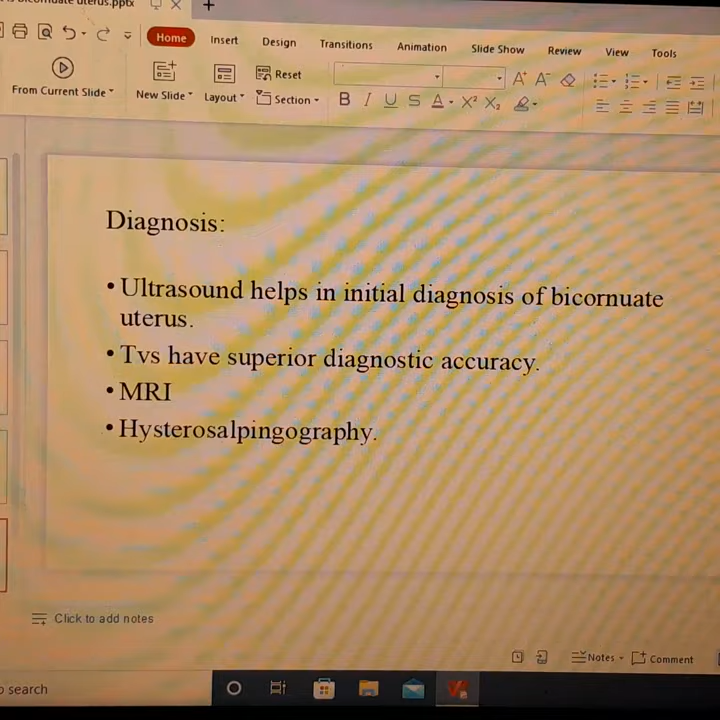 bicornuate uterus.pptx
+
Home Insert Design Transitions Animation Slide Show Review View Tools
From Current Slide
New Slide
Layout
Reset
Section
A+ A-
B I U S A X² X₂
Diagnosis:
• Ultrasound helps in initial diagnosis of bicornuate
uterus.
• Tvs have superior diagnostic accuracy.
• MRI
• Hysterosalpingography.
Click to add notes
Notes Comment
search